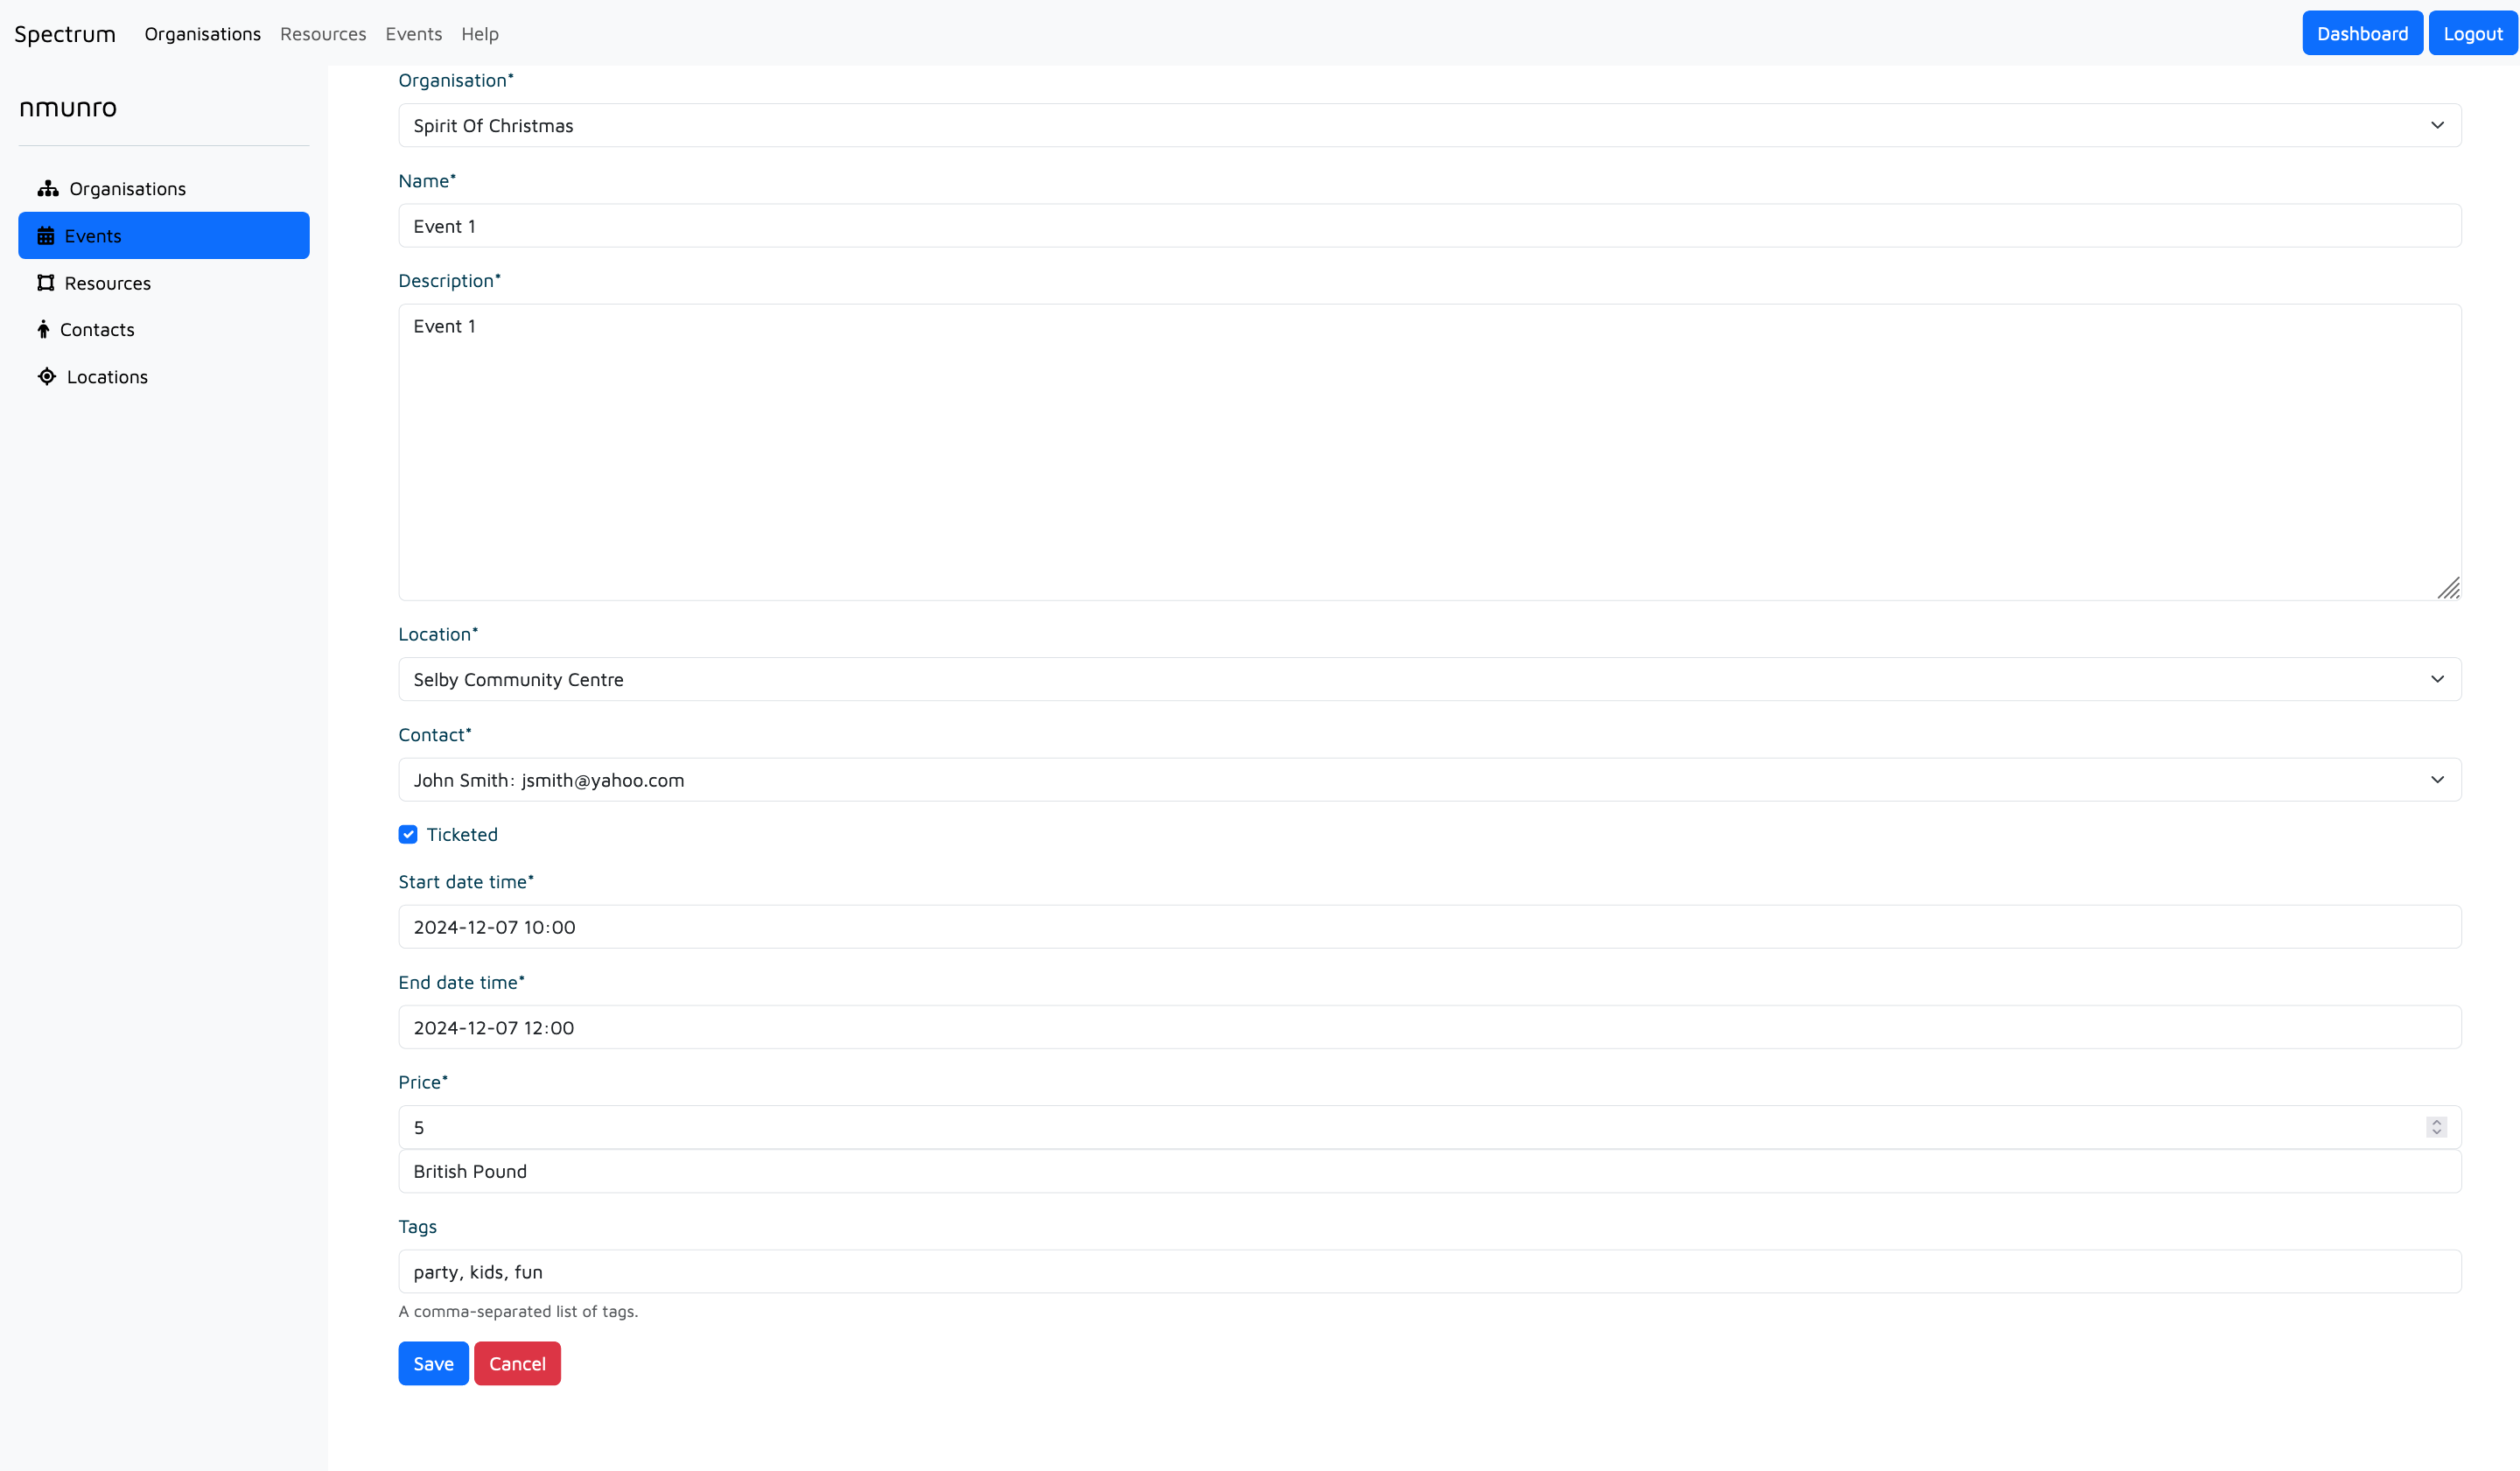 Spectrum Organisations Resources Events Help Dashboard Logout
nmunro
Organisations
Events
Resources
Contacts
Locations
Organisation*
Spirit Of Christmas
Name*
Event 1
Description*
Event 1
Location*
Selby Community Centre
Contact*
John Smith: jsmith@yahoo.com
Ticketed
Start date time*
2024-12-07 10:00
End date time*
2024-12-07 12:00
Price*
5
British Pound
Tags
party, kids, fun
A comma-separated list of tags.
Save Cancel